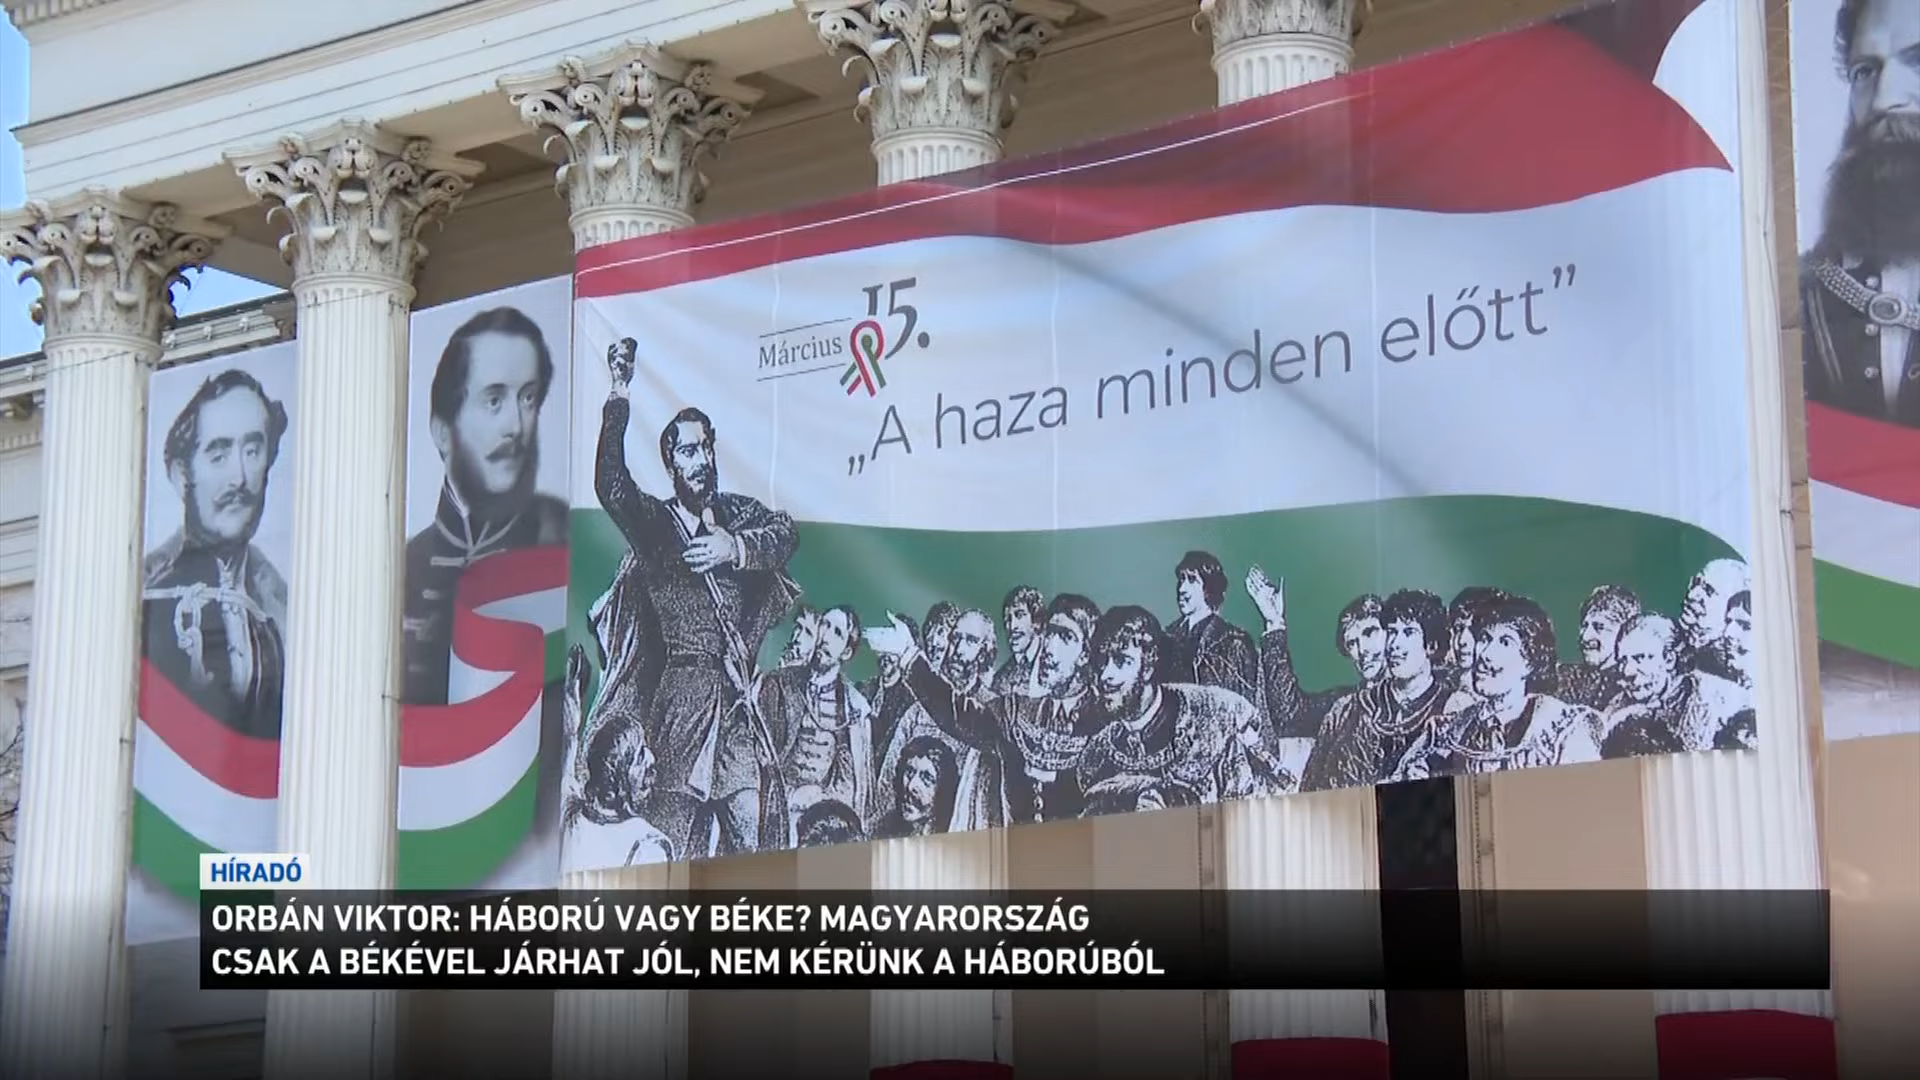 15.
Március
„A haza minden előtt”
HÍRADÓ
ORBÁN VIKTOR: HÁBORÚ VAGY BÉKE? MAGYARORSZÁG
CSAK A BÉKÉVEL JÁRHAT JÓL, NEM KÉRÜNK A HÁBORÚBÓL